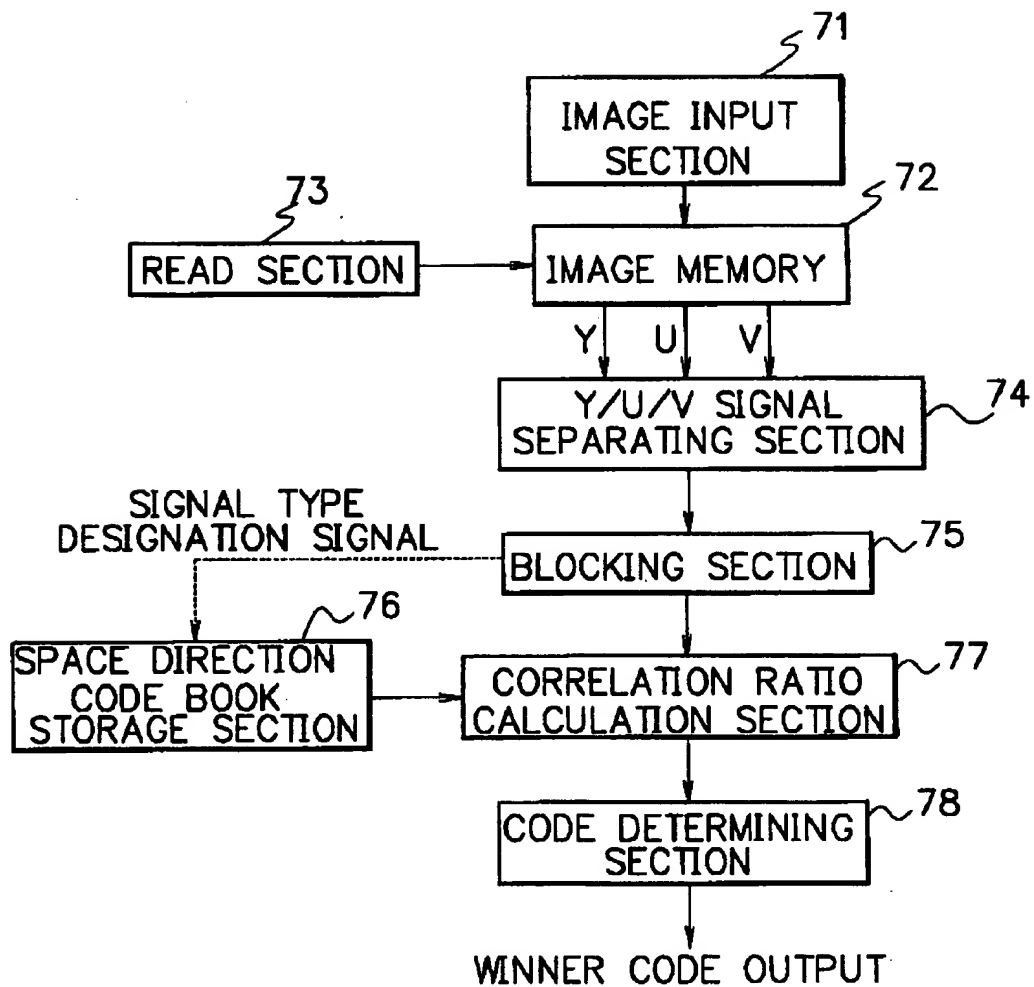 71
IMAGE INPUT
SECTION
72
73
READ SECTION
IMAGE MEMORY
Y U V
74
Y/U/V SIGNAL
SEPARATING SECTION
SIGNAL TYPE
DESIGNATION SIGNAL
75
BLOCKING SECTION
76
SPACE DIRECTION
CODE BOOK
STORAGE SECTION
77
CORRELATION RATIO
CALCULATION SECTION
78
CODE DETERMINING
SECTION
WINNER CODE OUTPUT